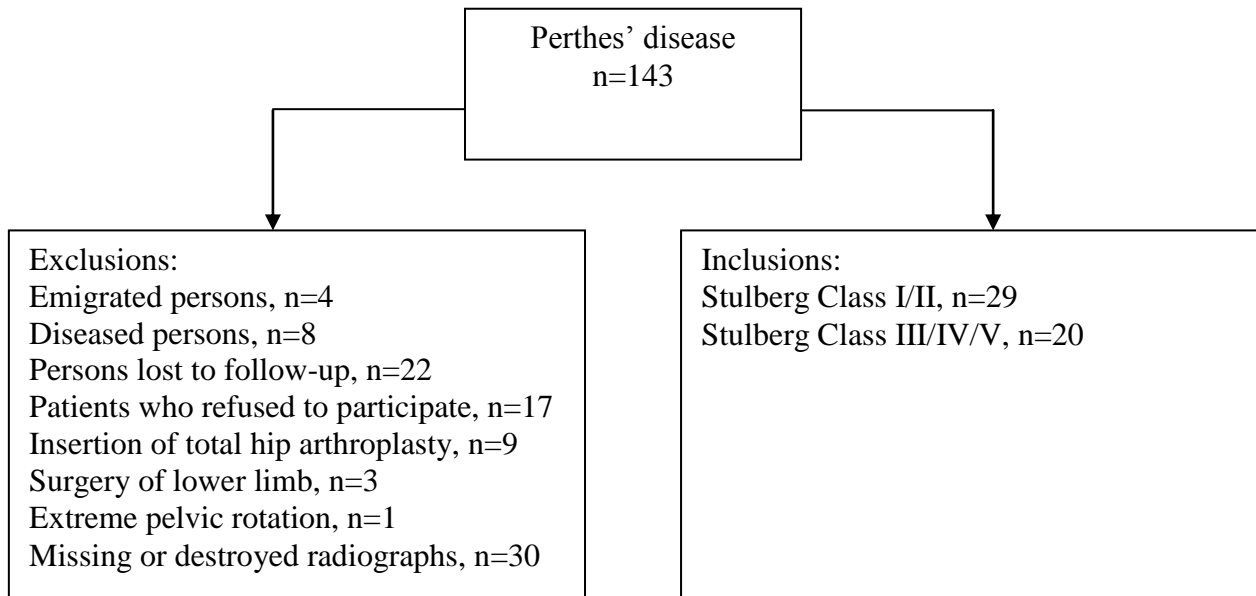 Perthes’ disease
n=143
Exclusions:
Emigrated persons, n=4
Diseased persons, n=8
Persons lost to follow-up, n=22
Patients who refused to participate, n=17
Insertion of total hip arthroplasty, n=9
Surgery of lower limb, n=3
Extreme pelvic rotation, n=1
Missing or destroyed radiographs, n=30
Inclusions:
Stulberg Class I/II, n=29
Stulberg Class III/IV/V, n=20